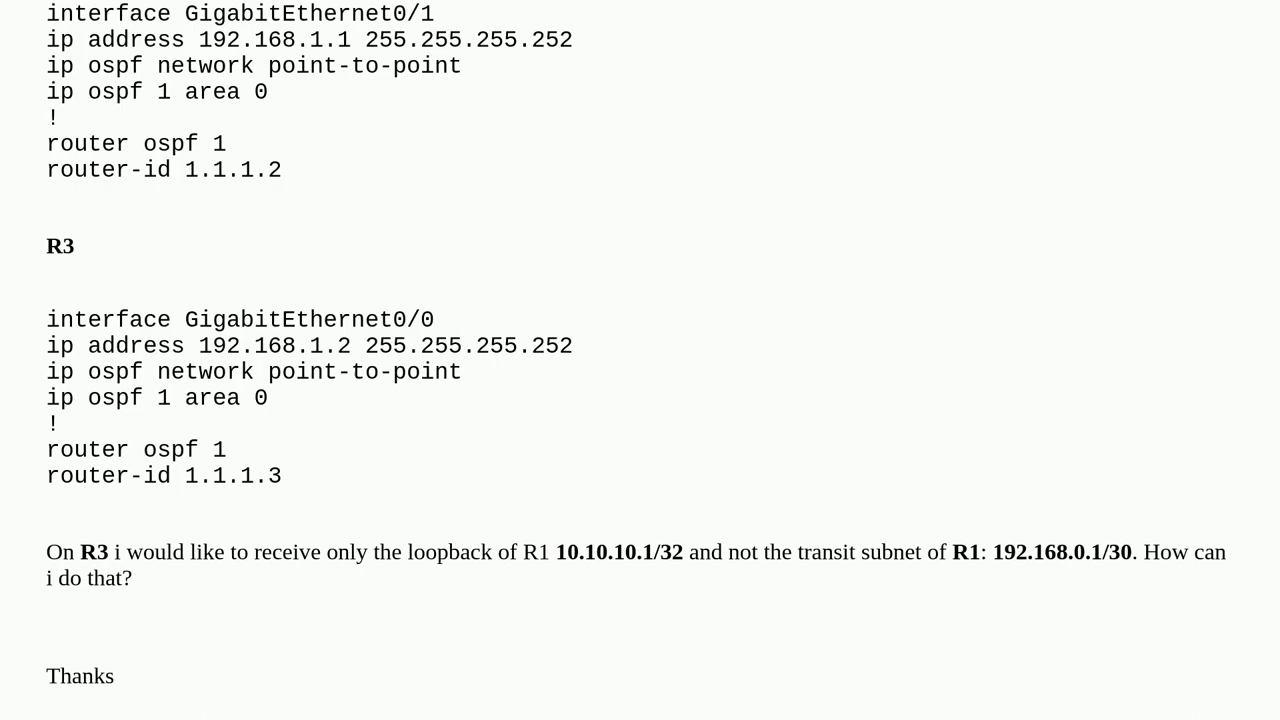 interface GigabitEthernet0/1
ip address 192.168.1.1 255.255.255.252
ip ospf network point-to-point
ip ospf 1 area 0
!
router ospf 1
router-id 1.1.1.2
R3
interface GigabitEthernet0/0
ip address 192.168.1.2 255.255.255.252
ip ospf network point-to-point
ip ospf 1 area 0
!
router ospf 1
router-id 1.1.1.3
On R3 i would like to receive only the loopback of R1 10.10.10.1/32 and not the transit subnet of R1: 192.168.0.1/30. How can
i do that?
Thanks